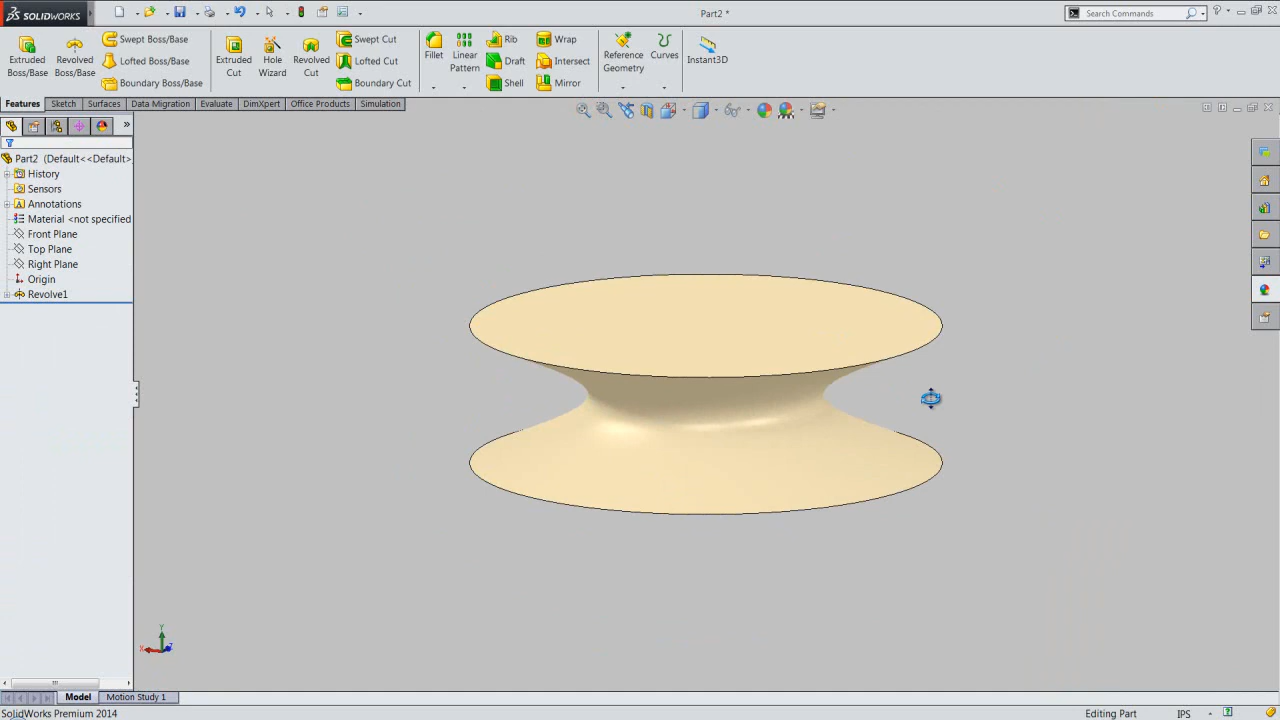 SOLIDWORKS
Part2 *
Search Commands
Extruded Boss/Base
Revolved Boss/Base
Swept Boss/Base
Lofted Boss/Base
Boundary Boss/Base
Extruded Cut
Hole Wizard
Revolved Cut
Swept Cut
Lofted Cut
Boundary Cut
Fillet
Linear Pattern
Rib
Draft
Shell
Wrap
Intersect
Mirror
Reference Geometry
Curves
Instant3D
Features
Sketch
Surfaces
Data Migration
Evaluate
DimXpert
Office Products
Simulation
Part2 (Default<<Default>
History
Sensors
Annotations
Material <not specified
Front Plane
Top Plane
Right Plane
Origin
Revolve1
Y
X
Z
Model
Motion Study 1
SolidWorks Premium 2014
Editing Part
IPS